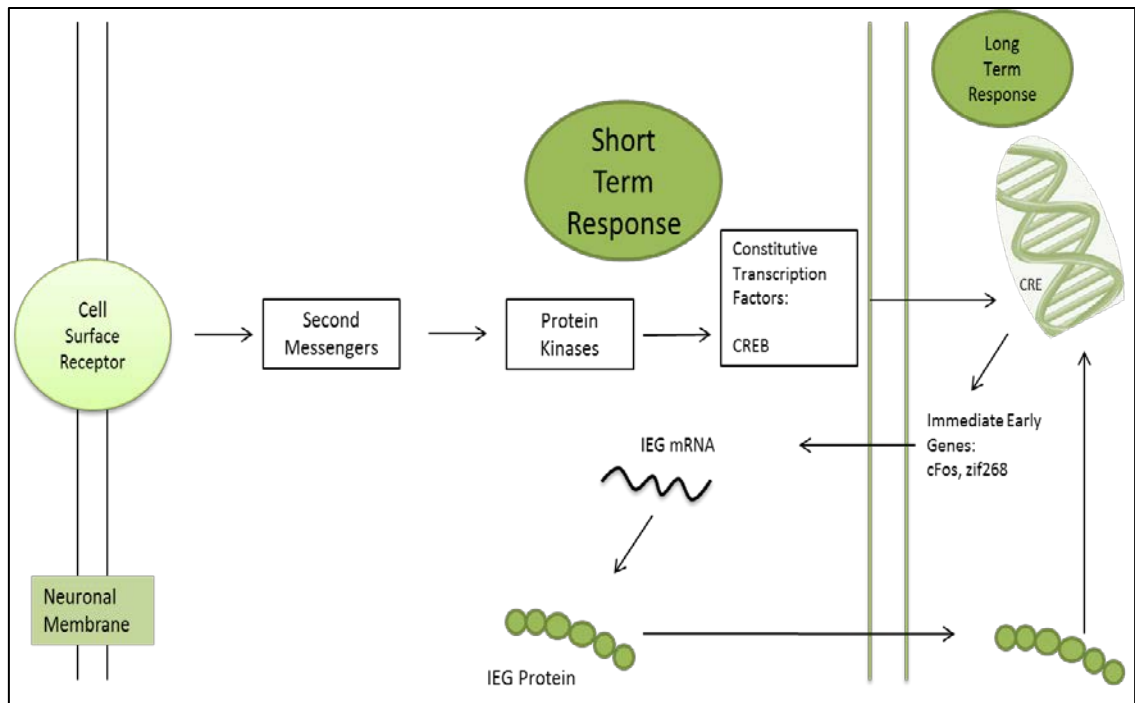 Long
Term
Response
Short
Term
Response
Cell
Surface
Receptor
Second
Messengers
Protein
Kinases
Constitutive
Transcription
Factors:
CREB
CRE
Immediate Early
Genes:
cFos, zif268
IEG mRNA
Neuronal
Membrane
IEG Protein